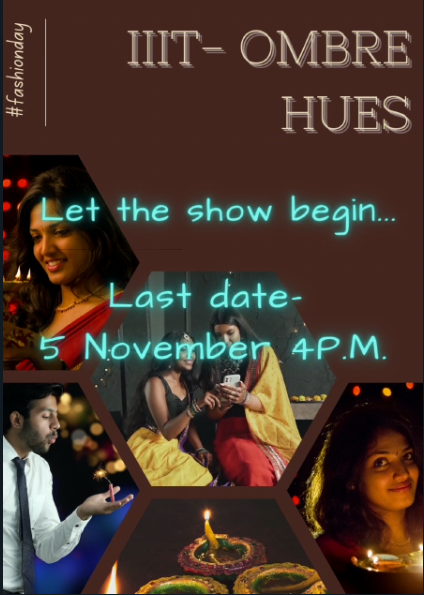 #fashionday
IIIT- OMBRE
HUES
Let the show begin...
Last date-
5 November 4P.M.